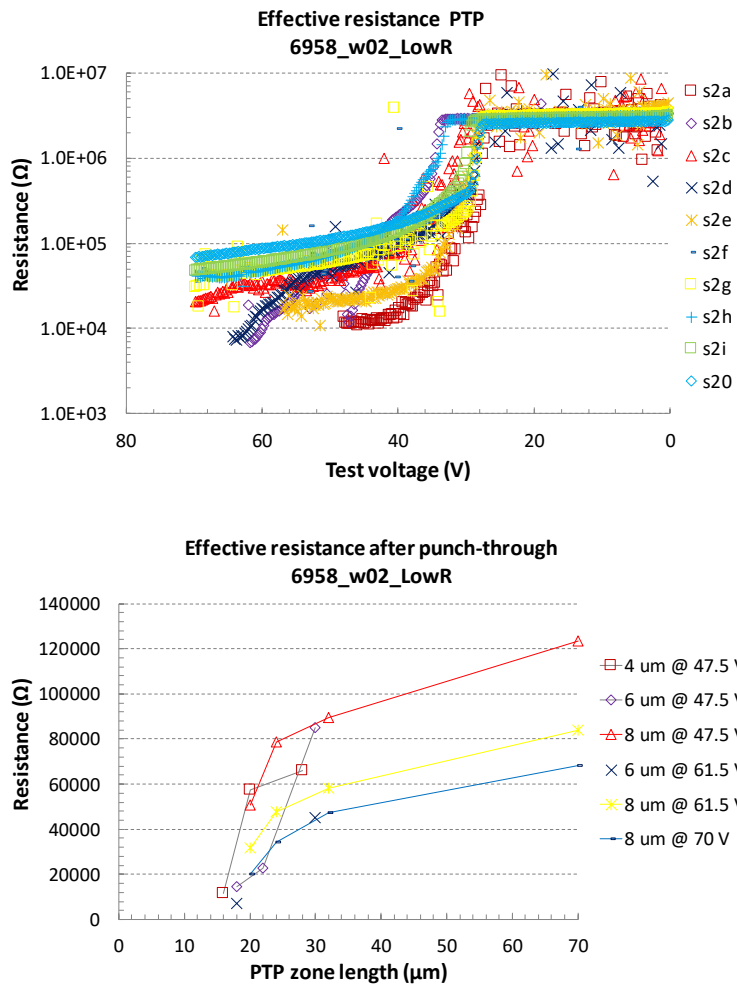 Effective resistance PTP
6958_w02_LowR
1.0E+07
1.0E+06
1.0E+05
1.0E+04
1.0E+03
Resistance (Ω)
80
60
40
20
0
Test voltage (V)
s2a
s2b
s2c
s2d
s2e
s2f
s2g
s2h
s2i
s20
Effective resistance after punch-through
6958_w02_LowR
140000
120000
100000
80000
60000
40000
20000
0
Resistance (Ω)
0
10
20
30
40
50
60
70
PTP zone length (μm)
4 um @ 47.5 V
6 um @ 47.5 V
8 um @ 47.5 V
6 um @ 61.5 V
8 um @ 61.5 V
8 um @ 70 V